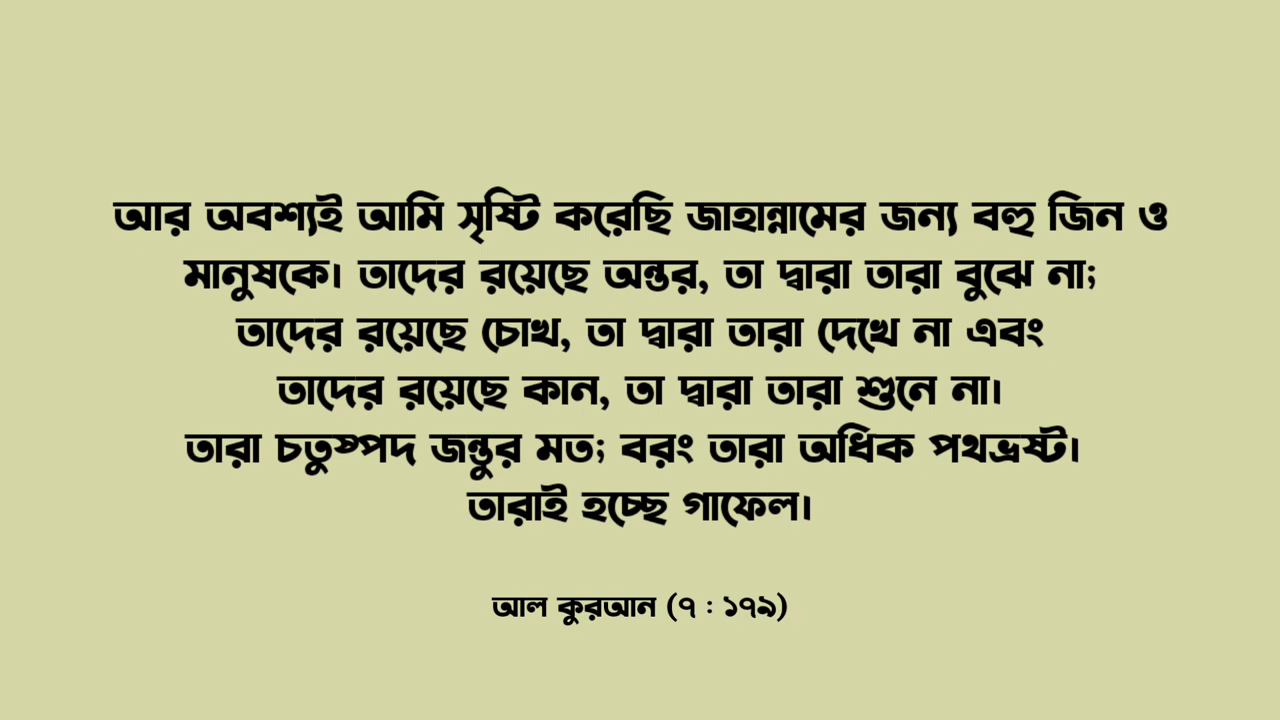 আর অবশ্যই আমি সৃষ্টি করেছি জাহান্নামের জন্য বহু জিন ও
মানুষকে। তাদের রয়েছে অন্তর, তা দ্বারা তারা বুঝে না;
তাদের রয়েছে চোখ, তা দ্বারা তারা দেখে না এবং
তাদের রয়েছে কান, তা দ্বারা তারা শুনে না।
তারা চতুষ্পদ জন্তুর মত; বরং তারা অধিক পথভ্রষ্ট।
তারাই হচ্ছে গাফেল।
আল কুরআন (৭ : ১৭৯)